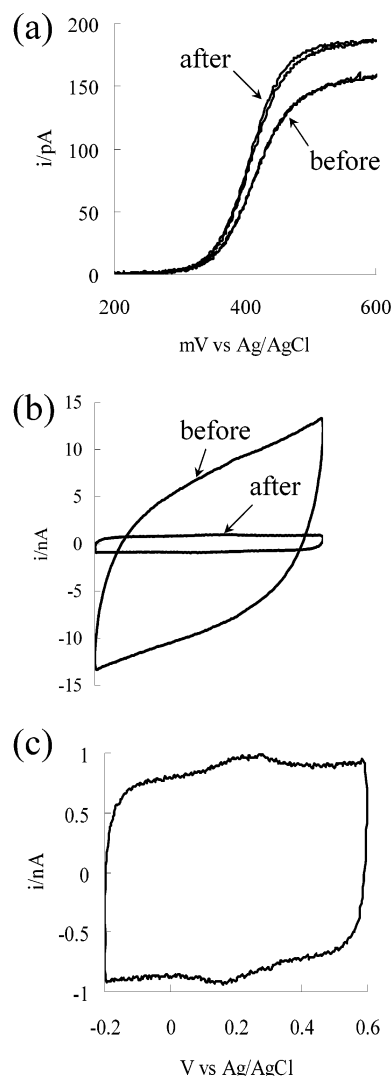 (a)
200
150
100
50
0
i/pA
after
before
200 400 600
mV vs Ag/AgCl
(b)
15
10
5
0
-5
-10
-15
i/nA
before
after
(c)
1
0.5
0
-0.5
-1
i/nA
-0.2 0 0.2 0.4 0.6
V vs Ag/AgCl